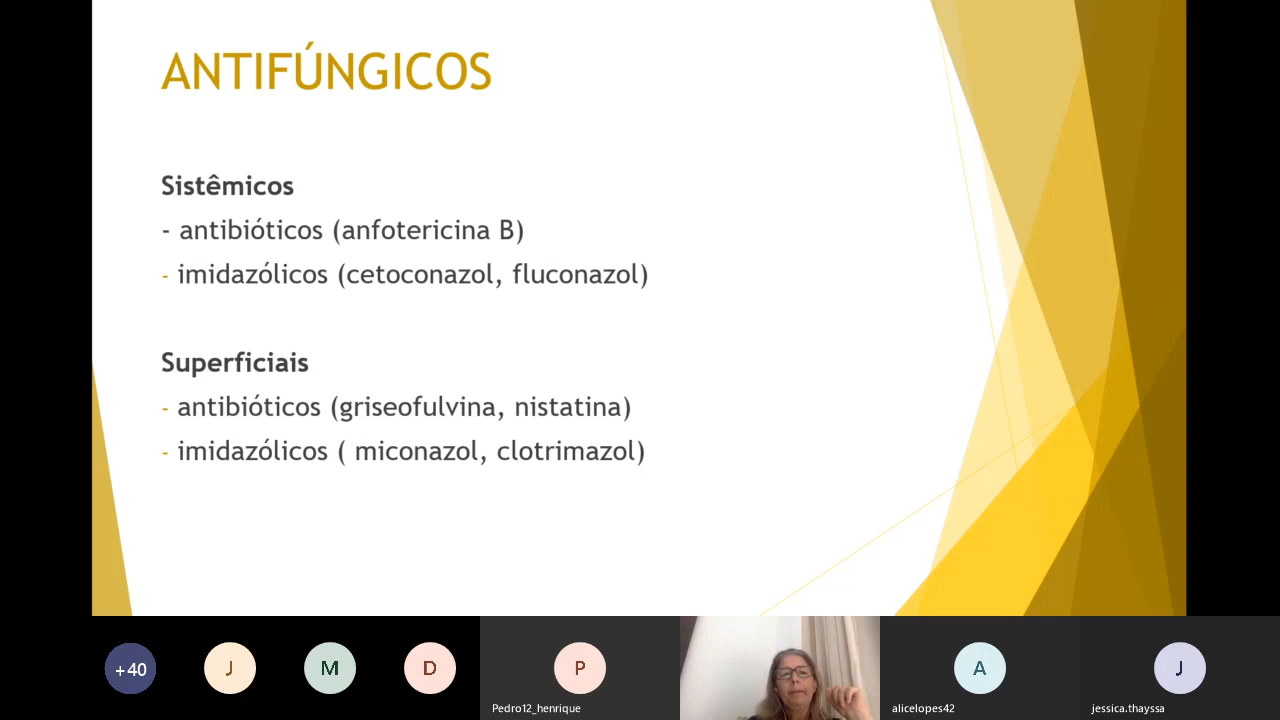 ANTIFÚNGICOS
Sistêmicos
- antibióticos (anfotericina B)
- imidazólicos (cetoconazol, fluconazol)
Superficiais
- antibióticos (griseofulvina, nistatina)
- imidazólicos ( miconazol, clotrimazol)
+40
J
M
D
P
A
J
Pedro12_henrique
alicelopes42
jessica.thayssa